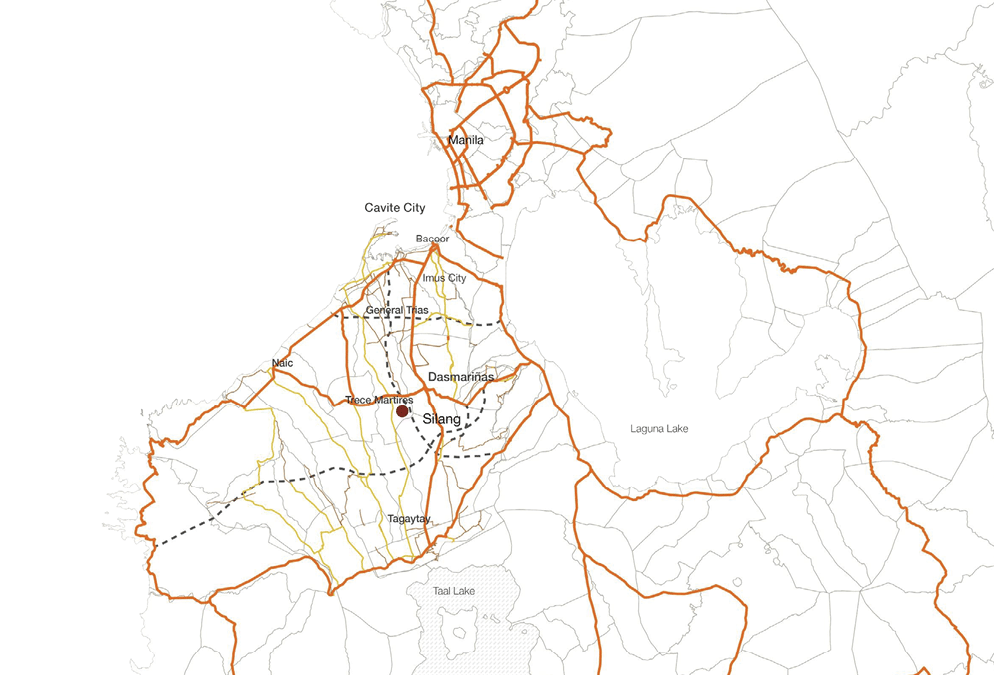 Manila
Cavite City
Bacoor
Imus City
General Trias
Naic
Dasmariñas
Trece Martires
Silang
Laguna Lake
Tagaytay
Taal Lake